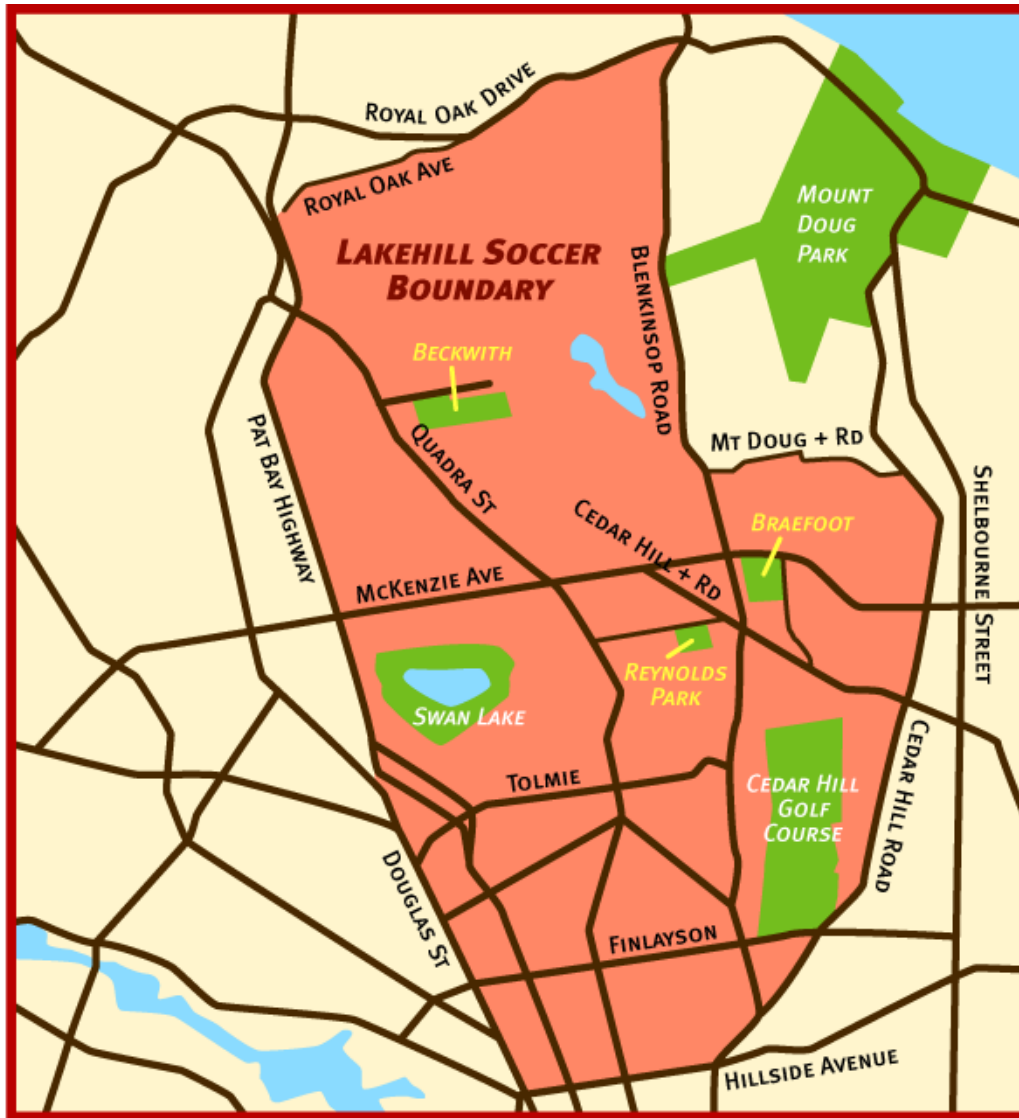 Royal Oak Drive
Royal Oak Ave
Mount
Doug
Park
Lakehill Soccer
Boundary
Blenkinsop Road
Beckwith
Pat Bay Highway
Quadra St
Mt Doug + Rd
Shelbourne Street
Cedar Hill + Rd
Braefoot
McKenzie Ave
Reynolds
Park
Swan Lake
Tolmie
Cedar Hill
Golf
Course
Cedar Hill Road
Douglas St
Finlayson
Hillside Avenue